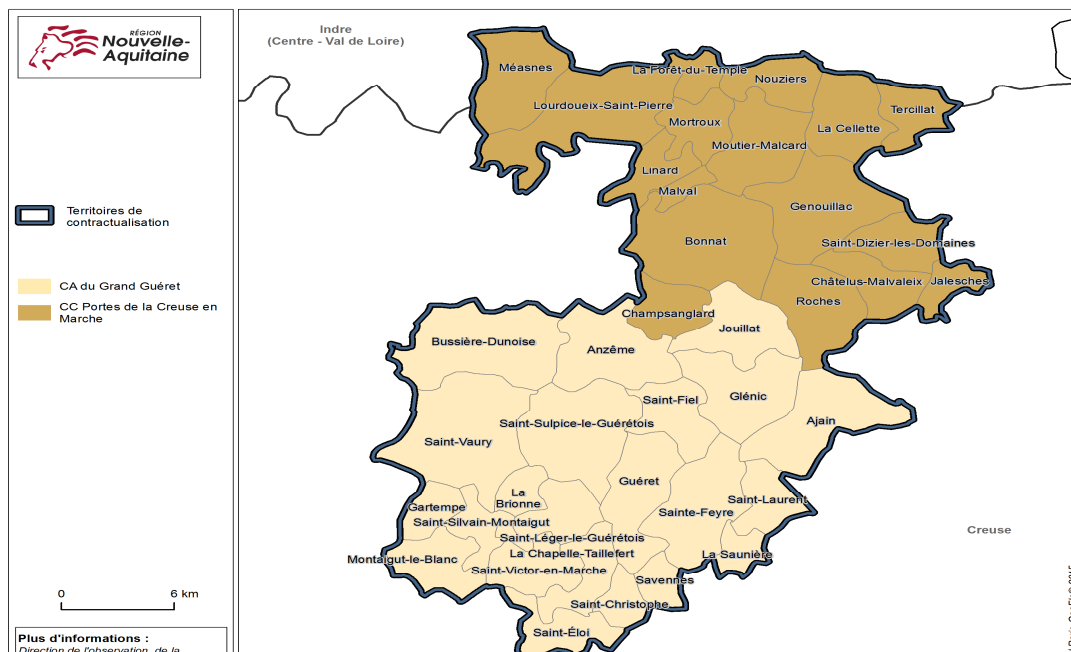 RÉGION
Nouvelle-
Aquitaine
Territoires de
contractualisation
CA du Grand Guéret
CC Portes de la Creuse en
Marche
0 6 km
Plus d'informations :
Direction de l'observation, de la
Indre
(Centre - Val de Loire)
Méasnes
La Forêt-du-Temple
Nouziers
Lourdoueix-Saint-Pierre
Tercillat
Mortroux
La Cellette
Moutier-Malcard
Linard
Malval
Genouillac
Bonnat
Saint-Dizier-les-Domaines
Châtelus-Malvaleix
Jalesches
Roches
Champsanglard
Jouillat
Bussière-Dunoise
Anzême
Glénic
Saint-Fiel
Ajain
Saint-Sulpice-le-Guérétois
Saint-Vaury
Guéret
La
Brionne
Saint-Laurent
Gartempe
Sainte-Feyre
Saint-Silvain-Montaigut
Creuse
Saint-Léger-le-Guérétois
La Chapelle-Taillefert
La Saunière
Montaigut-le-Blanc
Saint-Victor-en-Marche
Savennes
Saint-Christophe
Saint-Éloi